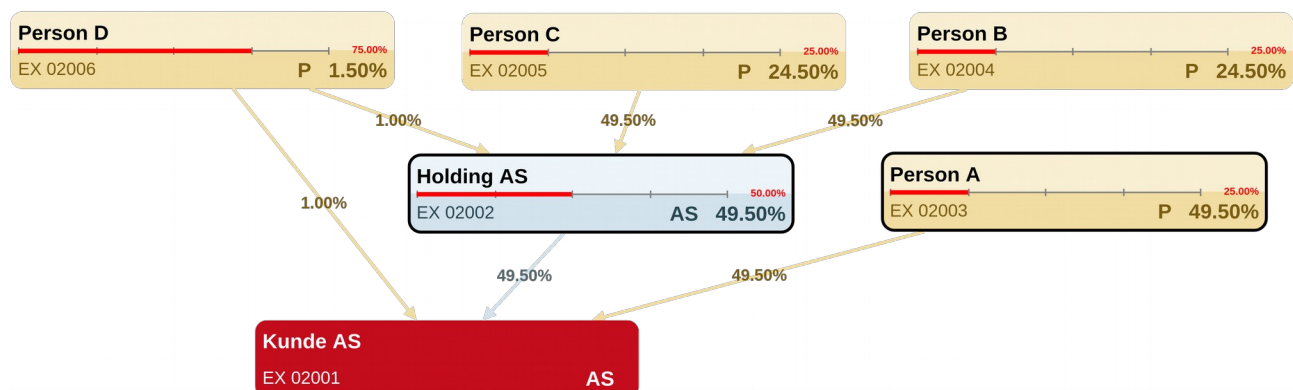 Person D
75.00%
EX 02006 P 1.50%
Person C
25.00%
EX 02005 P 24.50%
Person B
25.00%
EX 02004 P 24.50%
1.00%
49.50%
49.50%
Holding AS
50.00%
EX 02002 AS 49.50%
Person A
25.00%
EX 02003 P 49.50%
1.00%
49.50%
49.50%
Kunde AS
EX 02001 AS